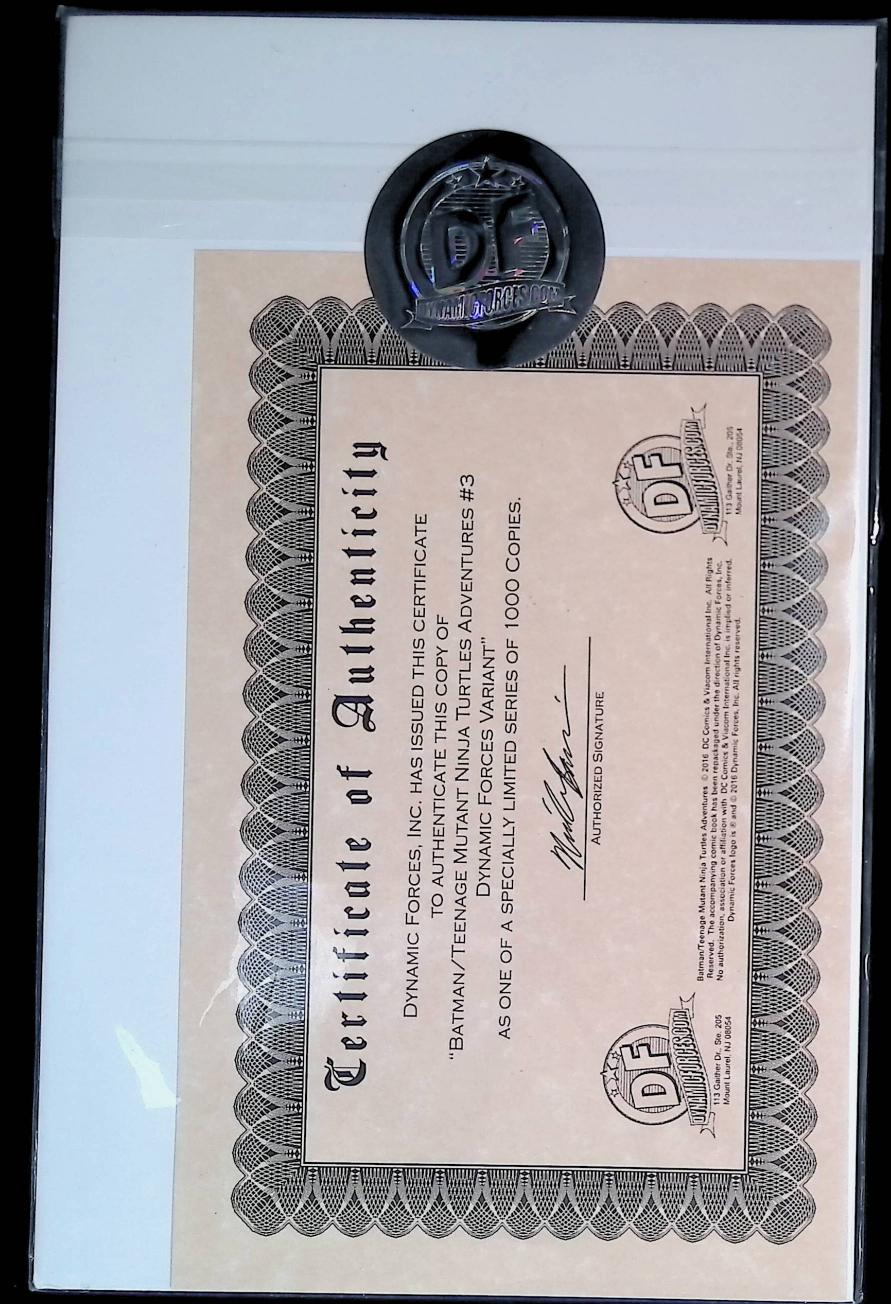 DF
DYNAMICFORCES.COM
Certificate of Authenticity
DYNAMIC FORCES, INC. HAS ISSUED THIS CERTIFICATE
TO AUTHENTICATE THIS COPY OF
"BATMAN/TEENAGE MUTANT NINJA TURTLES ADVENTURES #3
DYNAMIC FORCES VARIANT"
AS ONE OF A SPECIALLY LIMITED SERIES OF 1000 COPIES.
AUTHORIZED SIGNATURE
DF
DYNAMICFORCES.COM
113 Gaither Dr., Ste. 205
Mount Laurel, NJ 08054
Batman/Teenage Mutant Ninja Turtles Adventures © 2016 DC Comics & Viacom International Inc. All Rights
Reserved. The accompanying comic book has been repackaged under the direction of Dynamic Forces, Inc.
No authorization, association or affiliation with DC Comics & Viacom International Inc. is implied or inferred.
Dynamic Forces logo is ® and © 2016 Dynamic Forces, Inc. All rights reserved.
DF
DYNAMICFORCES.COM
113 Gaither Dr., Ste. 205
Mount Laurel, NJ 08054